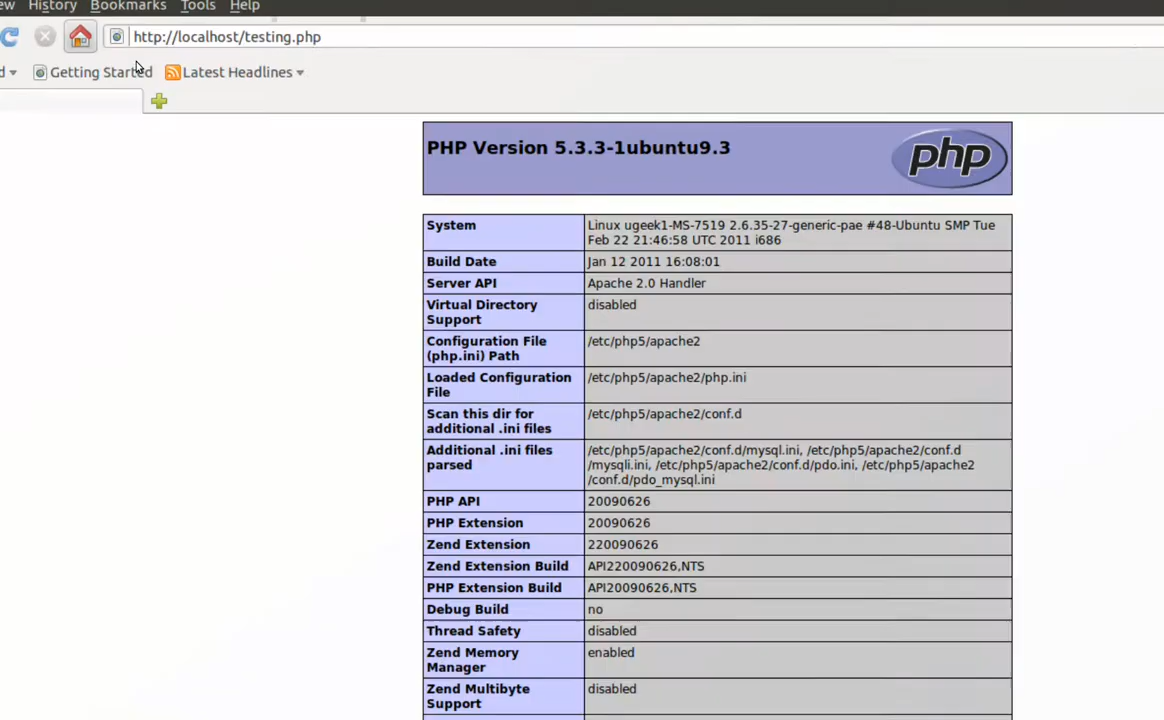 ew History Bookmarks Tools Help
http://localhost/testing.php
d Getting Started Latest Headlines
PHP Version 5.3.3-1ubuntu9.3
php
System Linux ugeek1-MS-7519 2.6.35-27-generic-pae #48-Ubuntu SMP Tue
Feb 22 21:46:58 UTC 2011 i686
Build Date Jan 12 2011 16:08:01
Server API Apache 2.0 Handler
Virtual Directory disabled
Support
Configuration File /etc/php5/apache2
(php.ini) Path
Loaded Configuration /etc/php5/apache2/php.ini
File
Scan this dir for /etc/php5/apache2/conf.d
additional .ini files
Additional .ini files /etc/php5/apache2/conf.d/mysql.ini, /etc/php5/apache2/conf.d
parsed /mysqli.ini, /etc/php5/apache2/conf.d/pdo.ini, /etc/php5/apache2
/conf.d/pdo_mysql.ini
PHP API 20090626
PHP Extension 20090626
Zend Extension 220090626
Zend Extension Build API220090626,NTS
PHP Extension Build API20090626,NTS
Debug Build no
Thread Safety disabled
Zend Memory enabled
Manager
Zend Multibyte disabled
Support